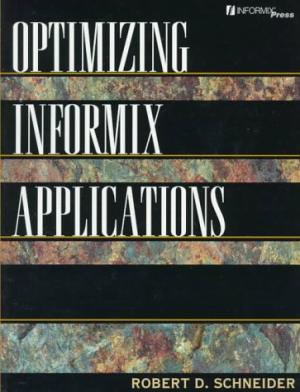 INFORMIX Press
OPTIMIZING
INFORMIX
APPLICATIONS
ROBERT D. SCHNEIDER